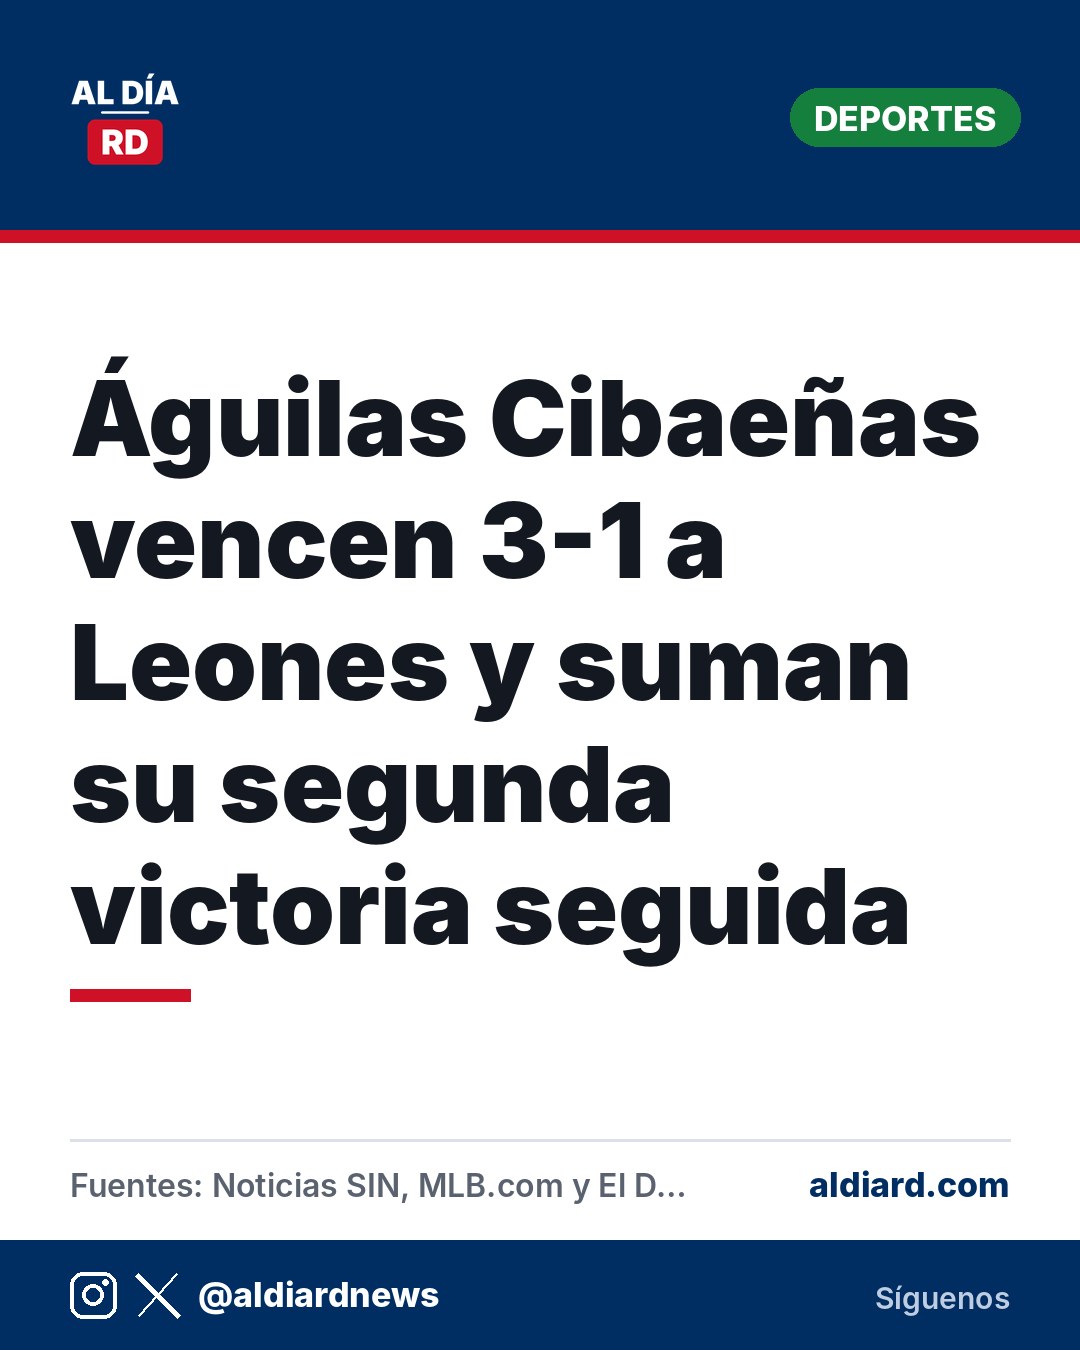 AL DÍA
RD
DEPORTES
Águilas Cibaeñas
vencen 3-1 a
Leones y suman
su segunda
victoria seguida
Fuentes: Noticias SIN, MLB.com y El D...
aldiard.com
@aldiardnews
Síguenos